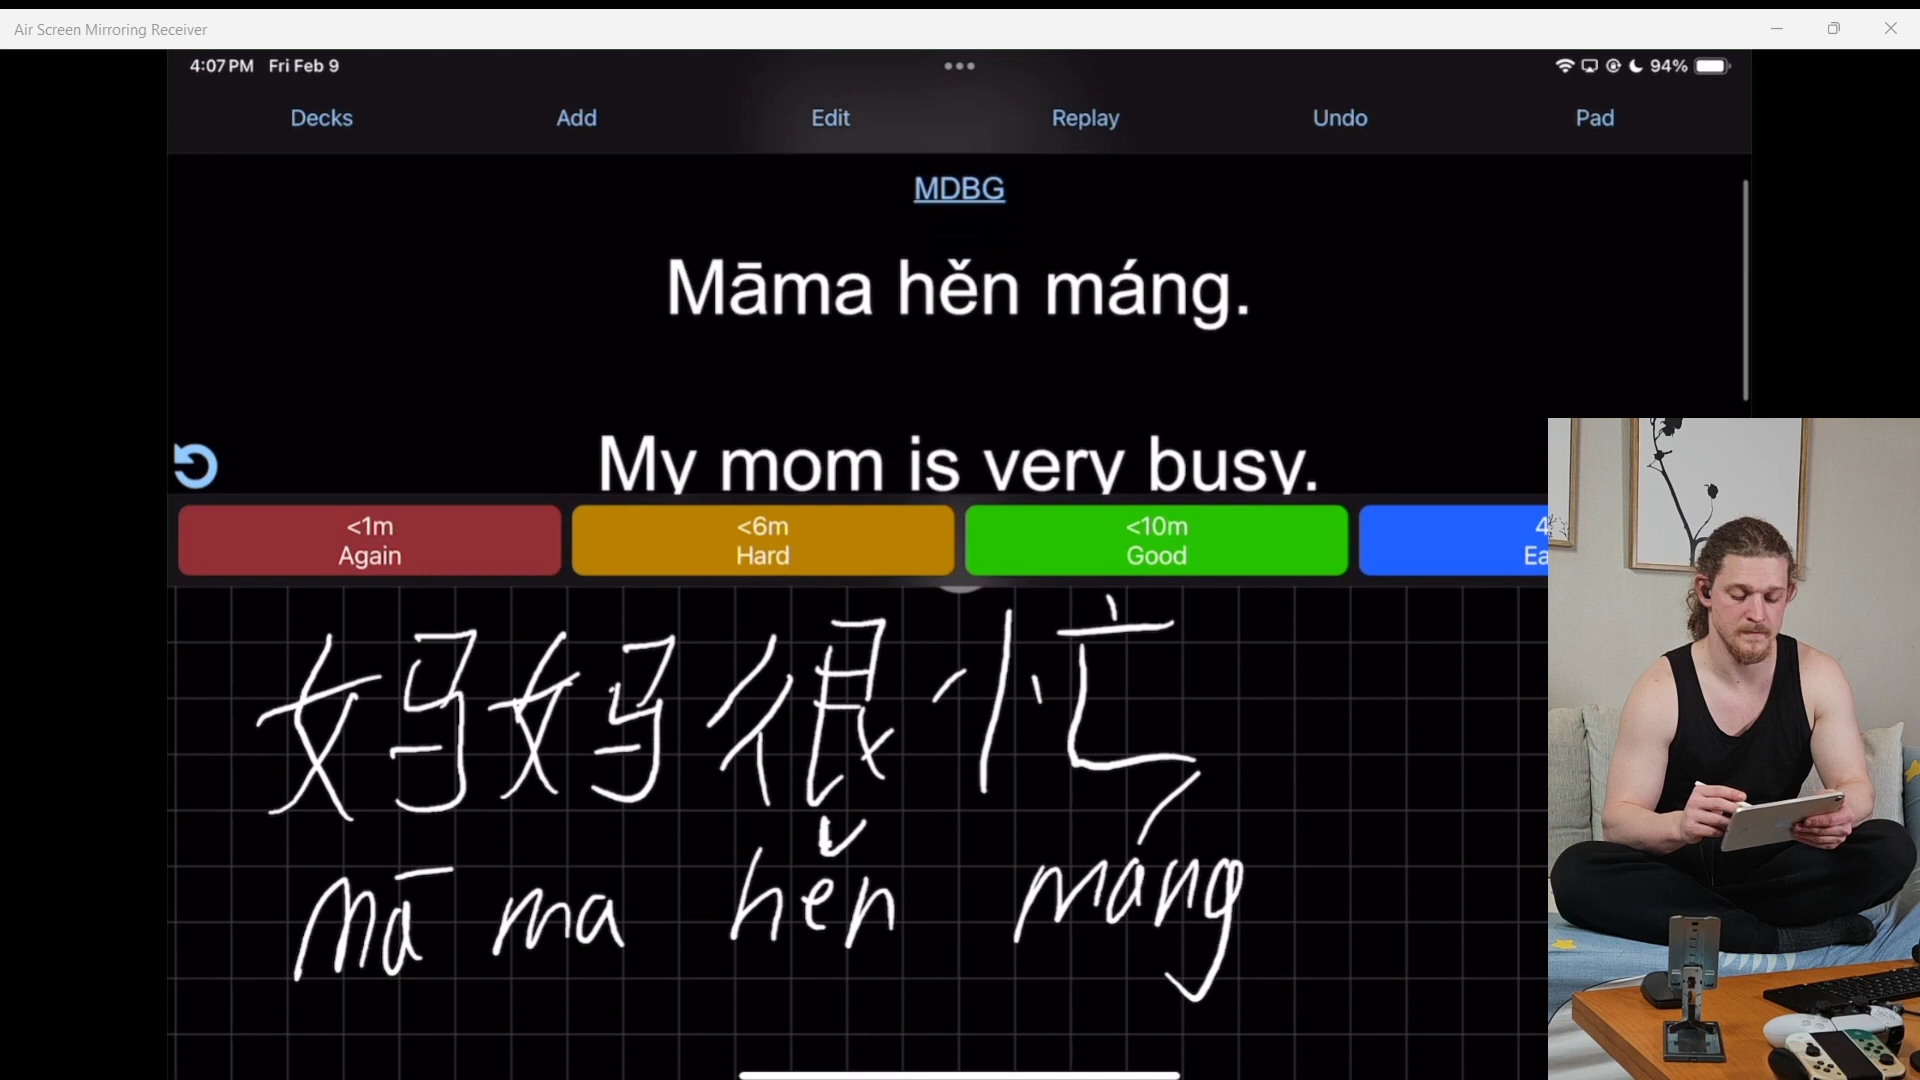 Air Screen Mirroring Receiver
4:07 PM Fri Feb 9 94%
Decks Add Edit Replay Undo Pad
MDBG
Māma hěn máng.
My mom is very busy.
<1m <6m <10m 4
Again Hard Good Ea
妈妈很忙
mā ma hěn máng